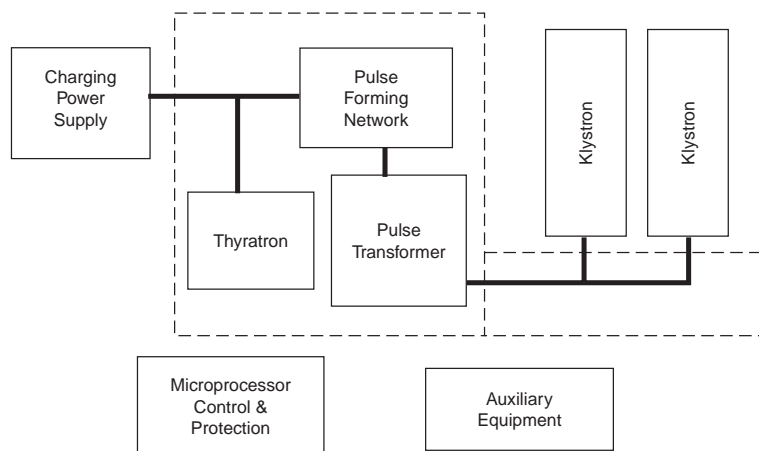 Charging
Power
Supply
Pulse
Forming
Network
Klystron
Klystron
Thyratron
Pulse
Transformer
Microprocessor
Control &
Protection
Auxiliary
Equipment